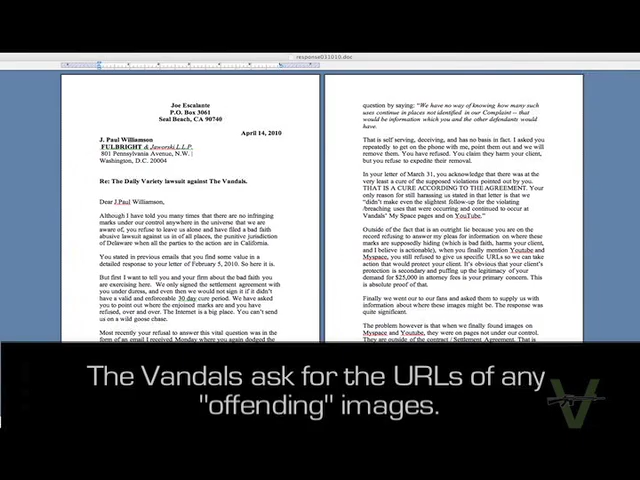 response011010.doc
Joe Escalante
P.O. Box 3061
Seal Beach, CA 90740
April 14, 2010
J. Paul Williamson
FULBRIGHT & Jaworski L.L.P.
801 Pennsylvania Avenue, N.W.
Washington, D.C. 20004
Re: The Daily Variety lawsuit against The Vandals.
Dear J.Paul Williamson,
Although I have told you many times that there are no infringing
marks under our control anywhere in the universe that we are
aware of, you refuse to leave us alone and have filed a bad
faith lawsuit against us in of all places, the punitive jurisdiction
of Delaware when all the parties to the action are in California.
You stated in previous emails that you find some value in a
detailed response to your letter of February 5, 2010. So here it is.
But first I want to tell you and your firm about the bad faith you
are exercising here. We only signed the settlement agreement
with you under duress, and even then we would not sign it if it didn't
have a valid and enforceable 30 day cure period. We have asked
you to point out where the enjoined marks are and you have
refused, over and over. The Internet is a big place. You can't send
us on a wild goose chase.
Most recently your refusal to answer this vital question was in the
form of an email I received Monday where you again dodged the
question by saying: "We have no way of knowing how many such
uses continue in places not identified in our Complaint -- that
would be information which you and the other defendants would
have.
That is self serving, deceiving, and has no basis in fact. I asked you
repeatedly to get on the phone with me, point them out and we will
remove them. You have refused. You claim they harm your client,
but you refuse to expedite their removal.
In your letter of March 31, you acknowledge that there was at the
very least a cure of the supposed violations pointed out by you.
THAT IS A CURE ACCORDING TO THE AGREEMENT. Your
only reason for still harassing us stated in that letter is that we
"didn't make even the slightest follow-up for the violating
/breaching uses that were occurring and continued to occur at
Vandals' My Space pages and on YouTube."
Outside of the fact that is an outright lie because you are on the
record refusing to answer my pleas for information on where these
marks are supposedly hiding (which is bad faith, harms your client,
and I believe is actionable), when you finally mention Youtube and
Myspace, you still refused to give us specific URLs so we can take
action that would protect your client. It's obvious that your client's
protection is secondary and puffing up the legitimacy of your
demand for $25,000 in attorney fees is your primary concern. This is
absolute proof of that.
Finally we went out to our fans and asked them to supply us with
information about where these images might be. The response was
quite significant.
The problem however is that when we finally found images on
Myspace and Youtube, they were on pages not under our control.
They are outside of the contract / Settlement Agreement. That is
The Vandals ask for the URLs of any
"offending" images.
V